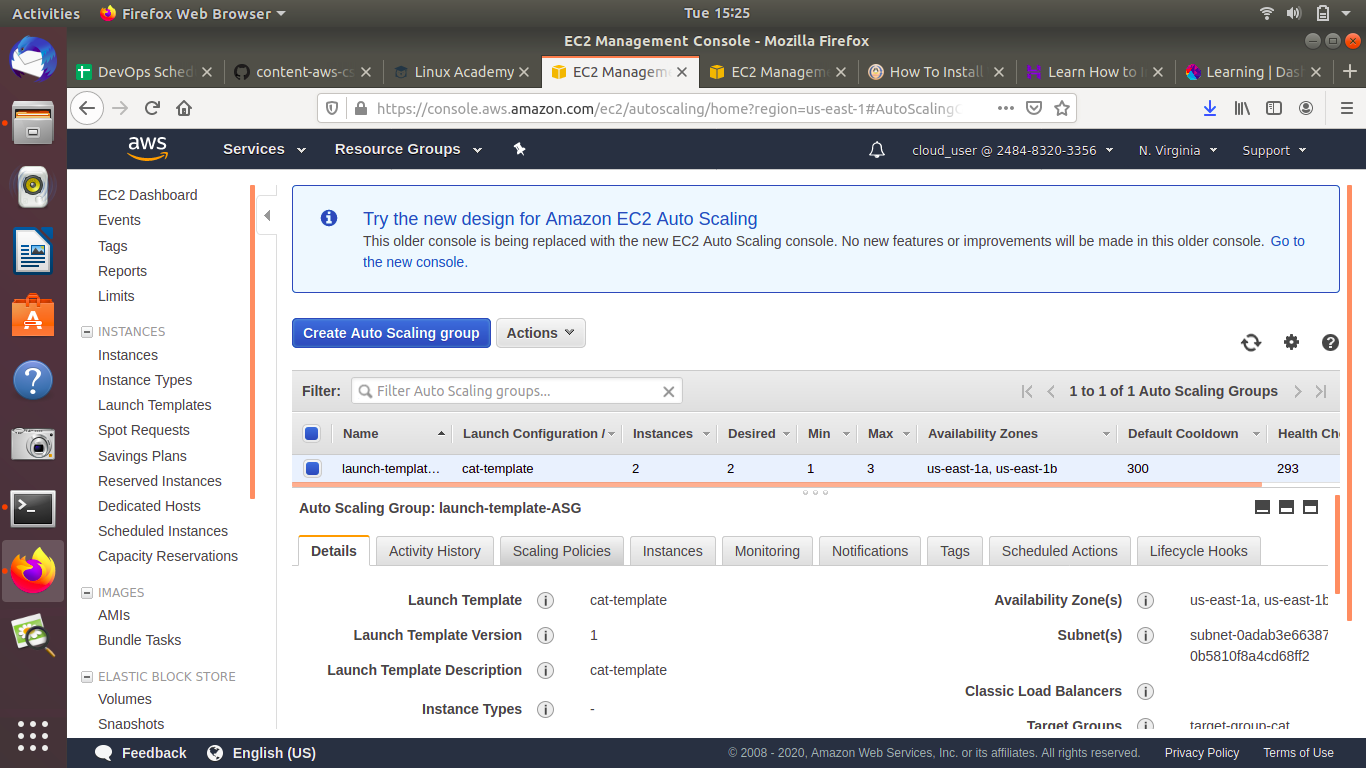 Activities Firefox Web Browser Tue 15:25
EC2 Management Console - Mozilla Firefox
DevOps Sched content-aws-cs Linux Academy EC2 Managem EC2 Managem How To Install Learn How to I Learning | Das
https://console.aws.amazon.com/ec2/autoscaling/home?region=us-east-1#AutoScaling
aws Services Resource Groups cloud_user @ 2484-8320-3356 N. Virginia Support
EC2 Dashboard
Events
Tags
Reports
Limits
INSTANCES
Instances
Instance Types
Launch Templates
Spot Requests
Savings Plans
Reserved Instances
Dedicated Hosts
Scheduled Instances
Capacity Reservations
IMAGES
AMIs
Bundle Tasks
ELASTIC BLOCK STORE
Volumes
Snapshots
Try the new design for Amazon EC2 Auto Scaling
This older console is being replaced with the new EC2 Auto Scaling console. No new features or improvements will be made in this older console. Go to
the new console.
Create Auto Scaling group Actions
Filter: Filter Auto Scaling groups... 1 to 1 of 1 Auto Scaling Groups
Name Launch Configuration / Instances Desired Min Max Availability Zones Default Cooldown Health Che
launch-templat... cat-template 2 2 1 3 us-east-1a, us-east-1b 300 293
Auto Scaling Group: launch-template-ASG
Details Activity History Scaling Policies Instances Monitoring Notifications Tags Scheduled Actions Lifecycle Hooks
Launch Template cat-template Availability Zone(s) us-east-1a, us-east-1b
Launch Template Version 1 Subnet(s) subnet-0adab3e66387
0b5810f8a4cd68ff2
Launch Template Description cat-template
Classic Load Balancers
Instance Types -
Target Groups target-group-cat
Feedback English (US) © 2008 - 2020, Amazon Web Services, Inc. or its affiliates. All rights reserved. Privacy Policy Terms of Use